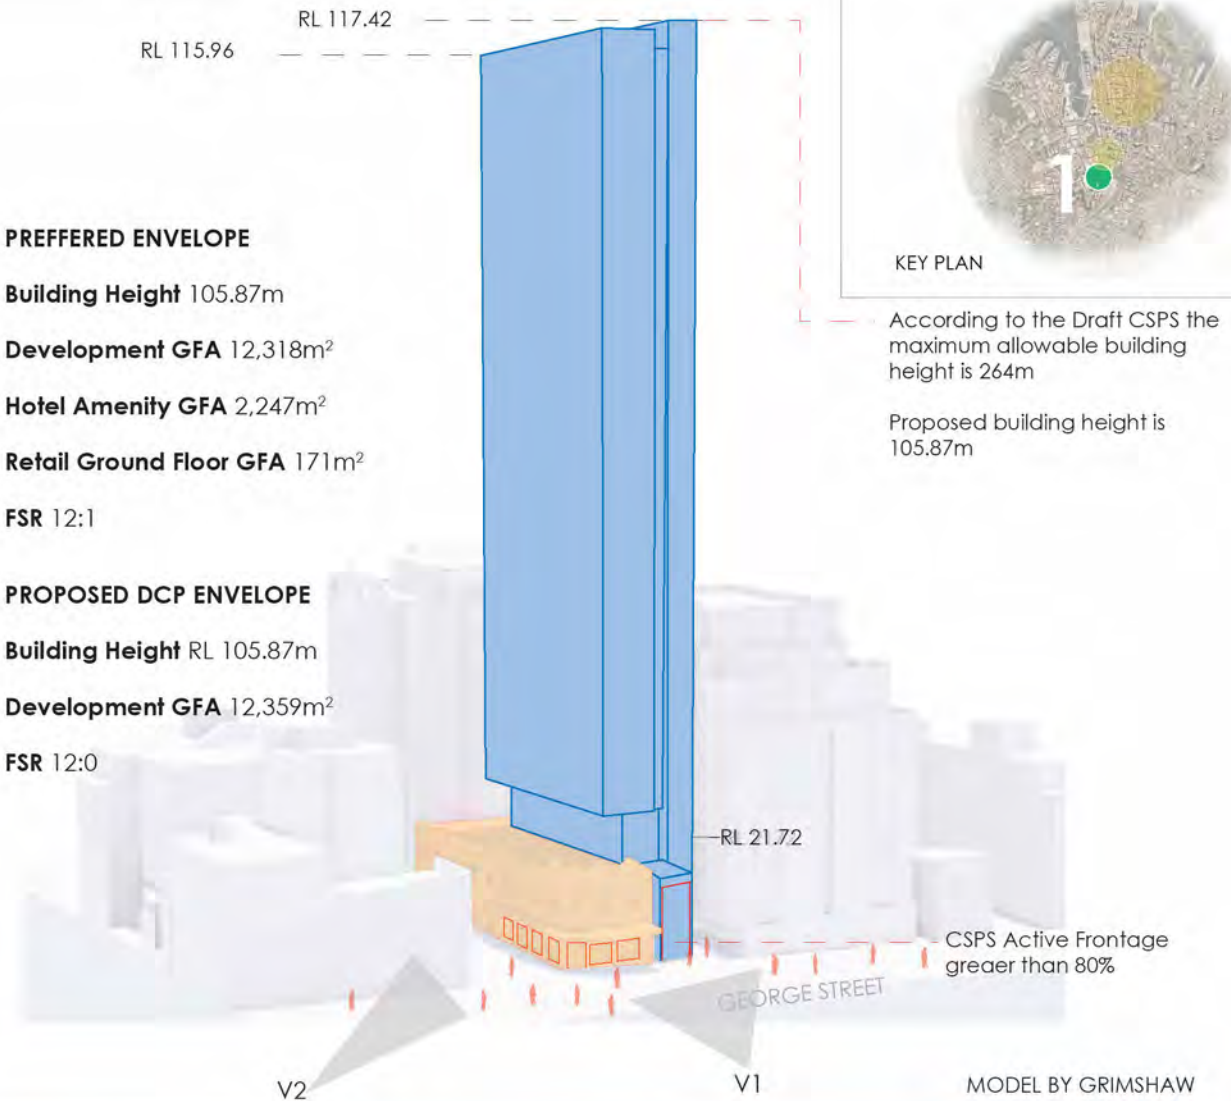 RL 117.42
RL 115.96
1
KEY PLAN
PREFFERED ENVELOPE
Building Height 105.87m
Development GFA 12,318m²
Hotel Amenity GFA 2,247m²
Retail Ground Floor GFA 171m²
FSR 12:1
According to the Draft CSPS the
maximum allowable building
height is 264m
Proposed building height is
105.87m
PROPOSED DCP ENVELOPE
Building Height RL 105.87m
Development GFA 12,359m²
FSR 12:0
RL 21.72
CSPS Active Frontage
greaer than 80%
GEORGE STREET
V2
V1
MODEL BY GRIMSHAW